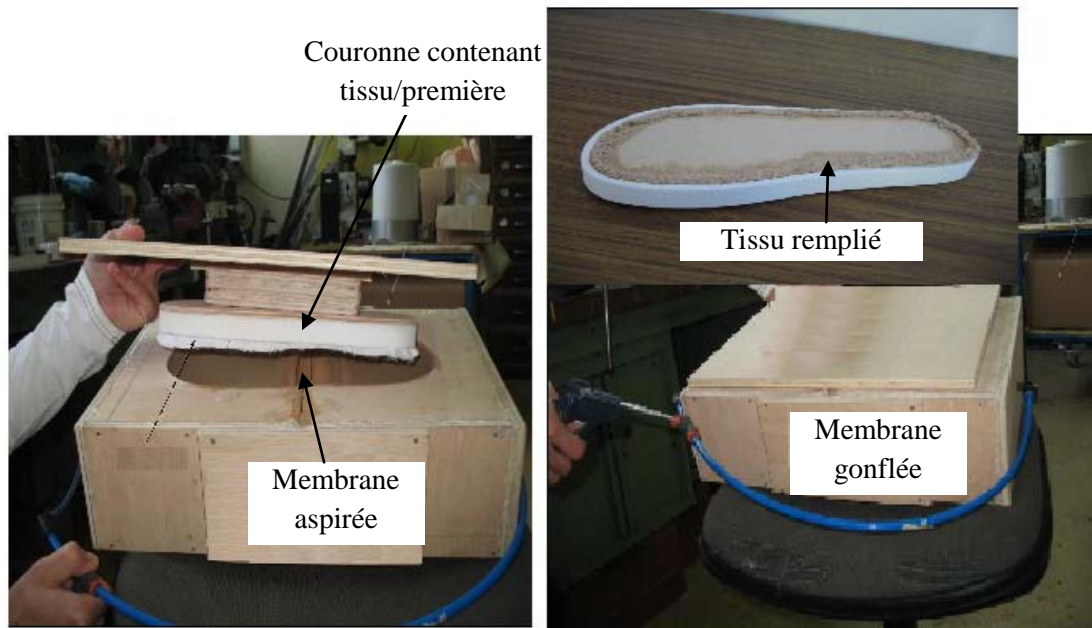 Couronne contenant
tissu/première
Tissu remplié
Membrane
aspirée
Membrane
gonflée